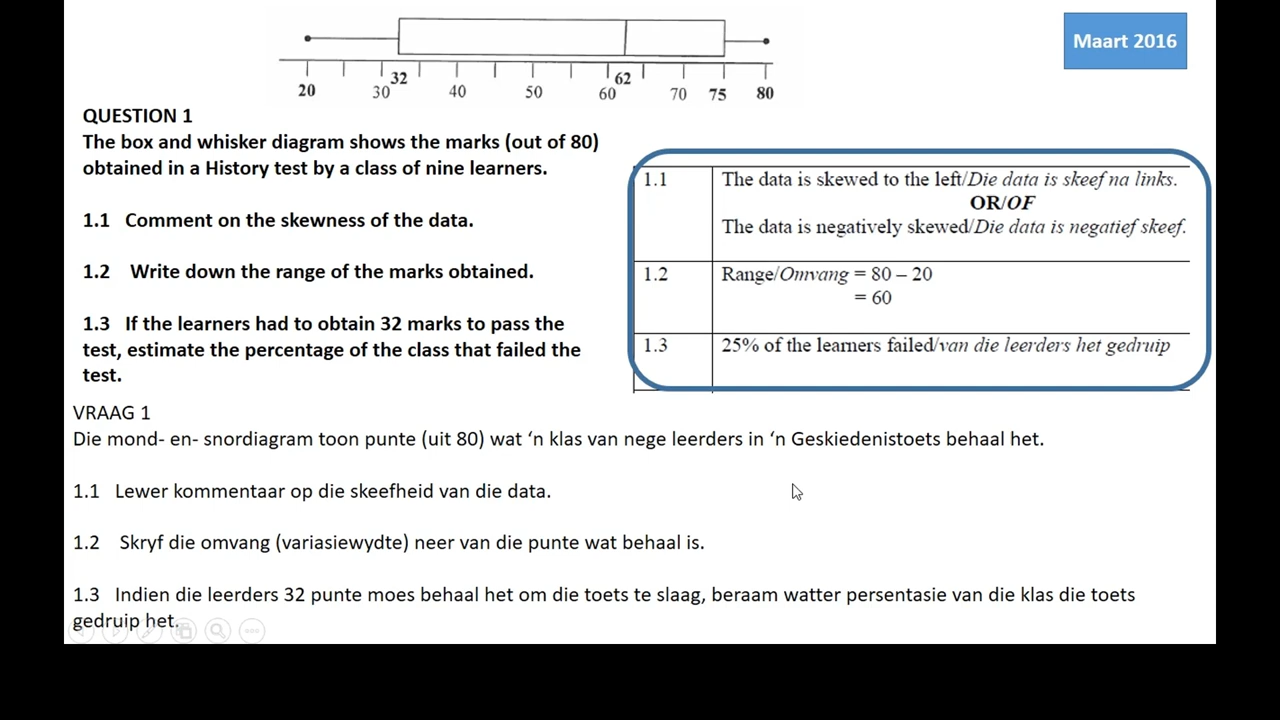 Maart 2016
32 62
20 30 40 50 60 70 75 80
QUESTION 1
The box and whisker diagram shows the marks (out of 80)
obtained in a History test by a class of nine learners.
1.1 Comment on the skewness of the data.
1.2 Write down the range of the marks obtained.
1.3 If the learners had to obtain 32 marks to pass the
test, estimate the percentage of the class that failed the
test.
1.1 The data is skewed to the left/Die data is skeef na links.
OR/OF
The data is negatively skewed/Die data is negatief skeef.
1.2 Range/Omvang = 80 – 20
= 60
1.3 25% of the learners failed/van die leerders het gedruip
VRAAG 1
Die mond- en- snordiagram toon punte (uit 80) wat ‘n klas van nege leerders in ‘n Geskiedenistoets behaal het.
1.1 Lewer kommentaar op die skeefheid van die data.
1.2 Skryf die omvang (variasiewydte) neer van die punte wat behaal is.
1.3 Indien die leerders 32 punte moes behaal het om die toets te slaag, beraam watter persentasie van die klas die toets
gedruip het.